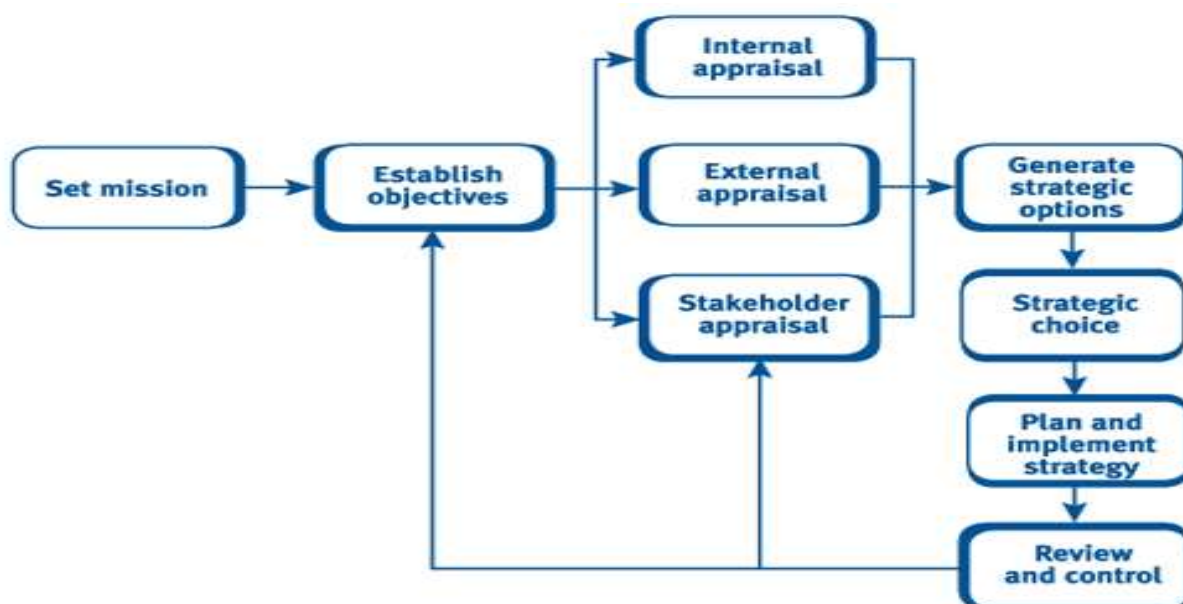 Set mission
Establish
objectives
Internal
appraisal
External
appraisal
Stakeholder
appraisal
Generate
strategic
options
Strategic
choice
Plan and
implement
strategy
Review
and control